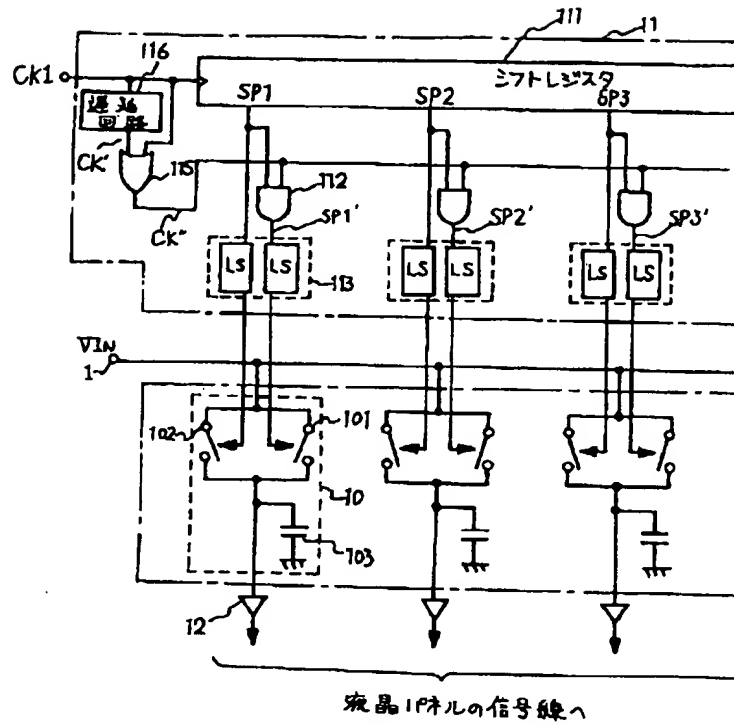 111
11
CK1
116
シフトレジスタ
遅延
回路
SP1
SP2
SP3
CK'
115
112
CK"
SP1'
SP2'
SP3'
LS
LS
LS
LS
LS
LS
113
VIN
1
102
101
10
103
12
液晶パネルの信号線へ